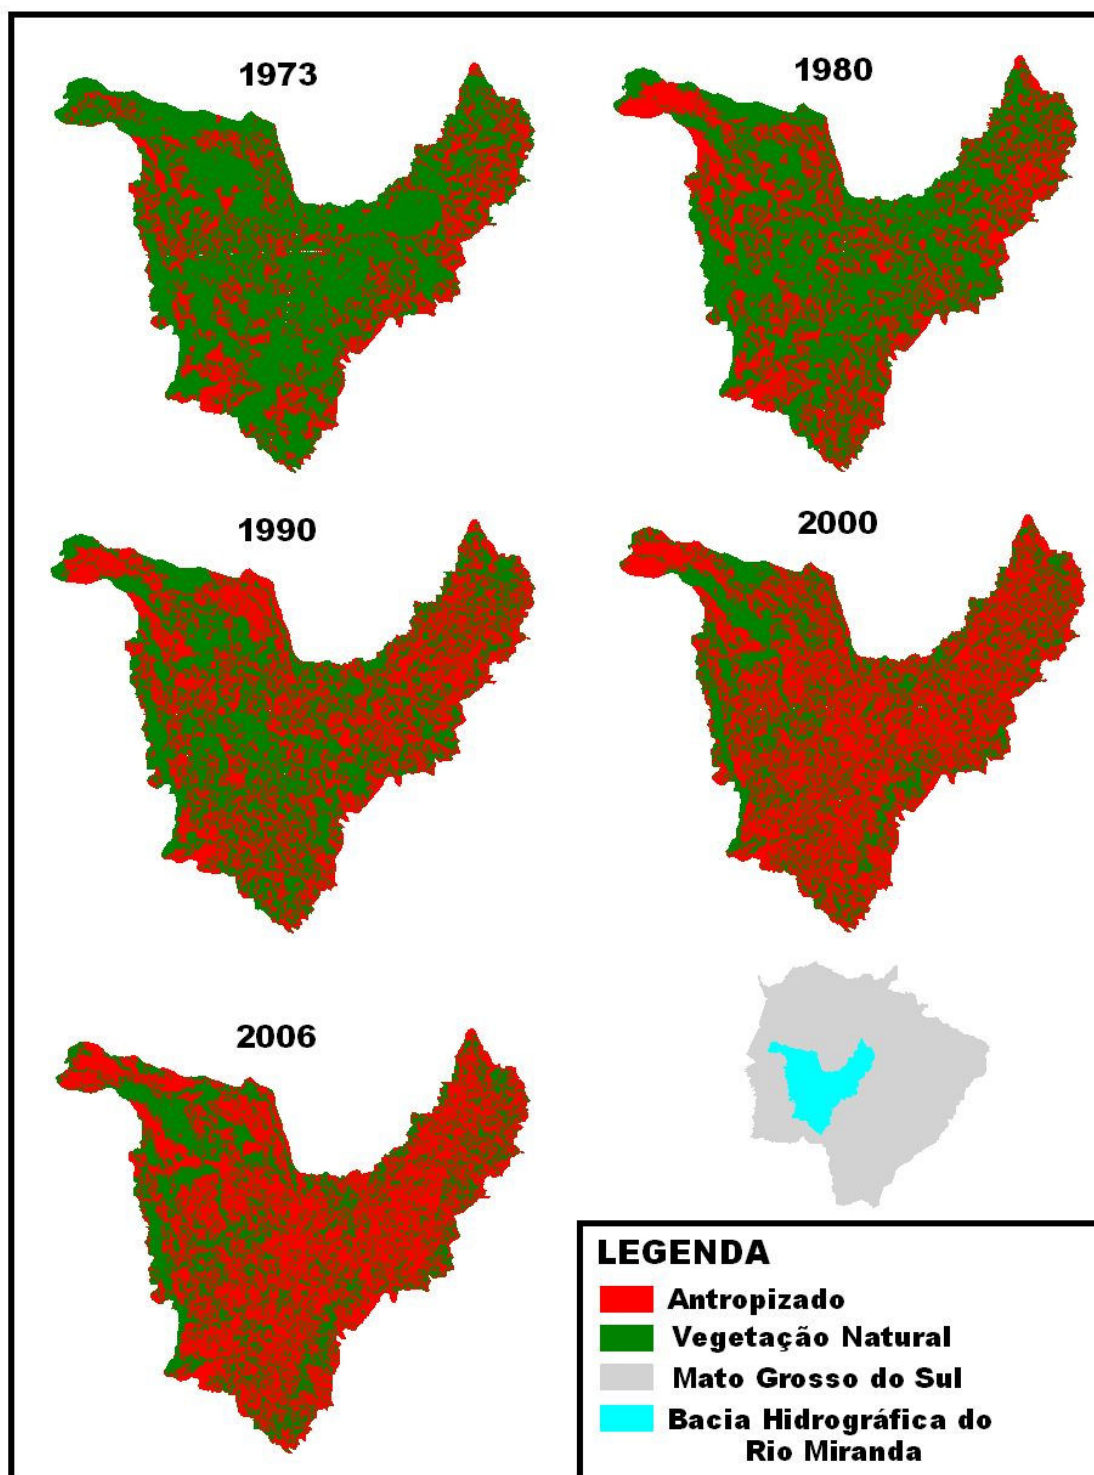 1973
1980
1990
2000
2006
LEGENDA
Antropizado
Vegetação Natural
Mato Grosso do Sul
Bacia Hidrográfica do
Rio Miranda